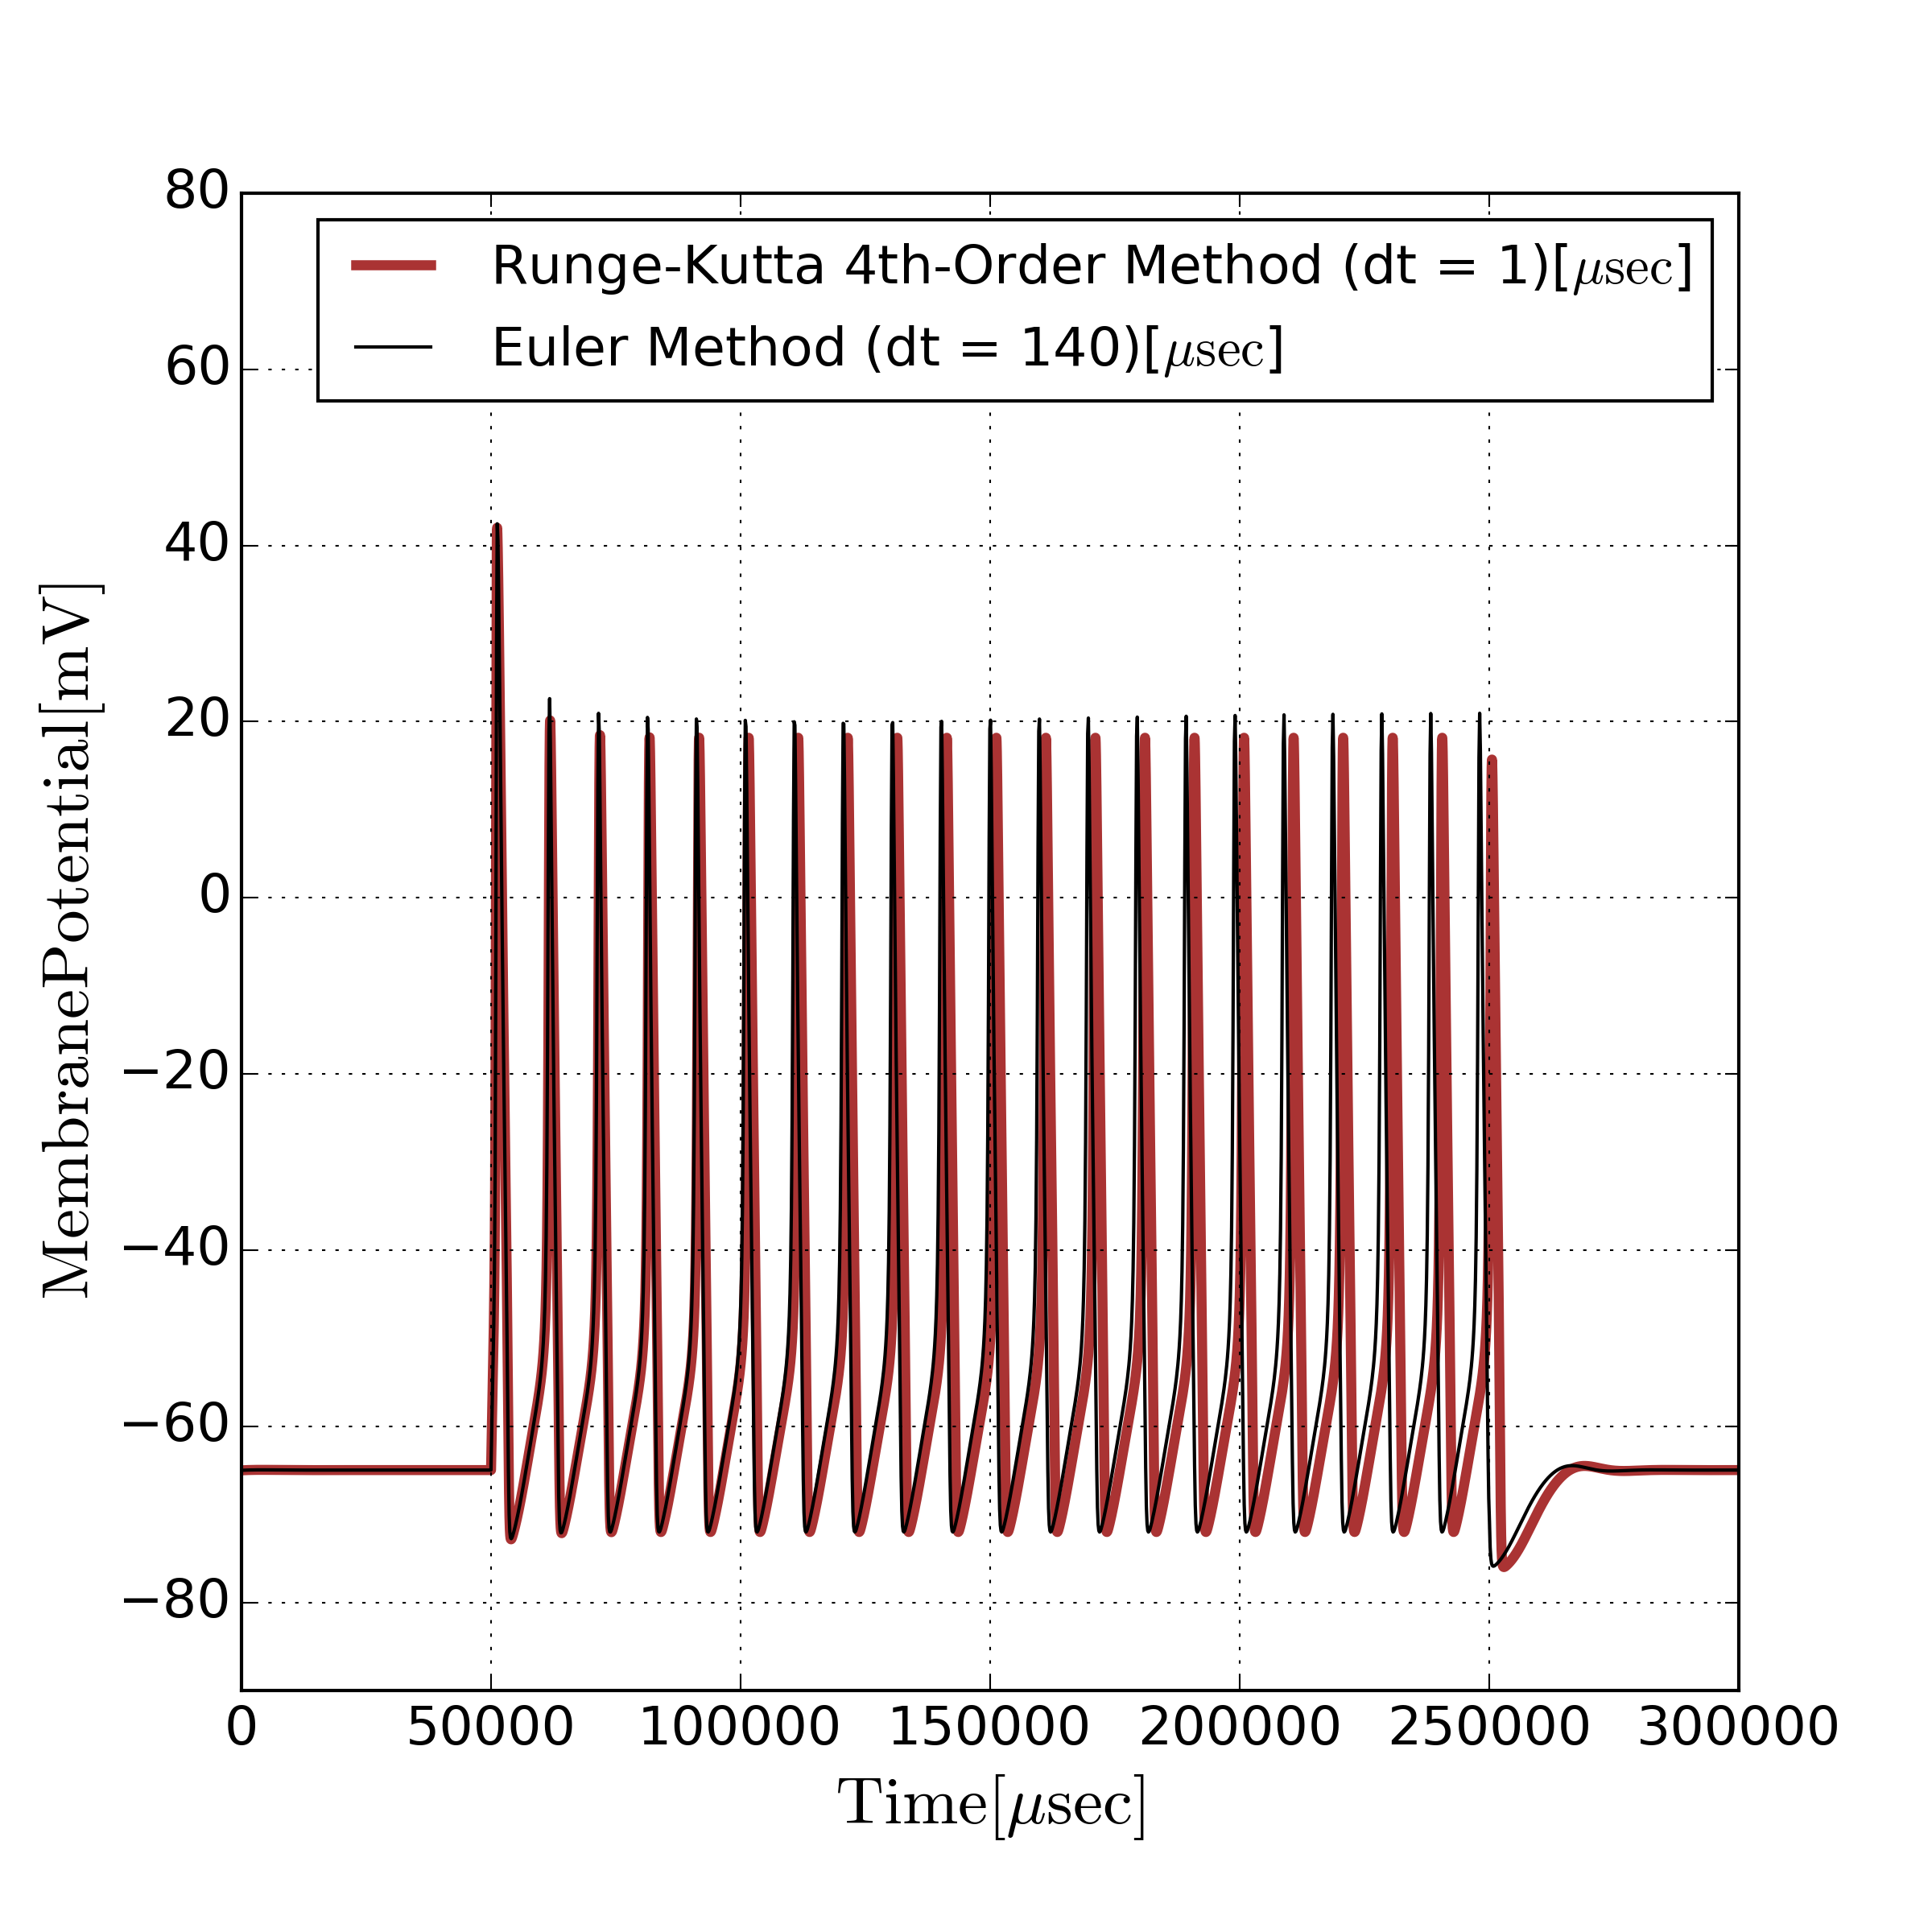 80
60
40
20
0
−20
−40
−60
−80
Runge-Kutta 4th-Order Method (dt = 1)[μsec]
Euler Method (dt = 140)[μsec]
MembranePotential[mV]
0 50000 100000 150000 200000 250000 300000
Time[μsec]